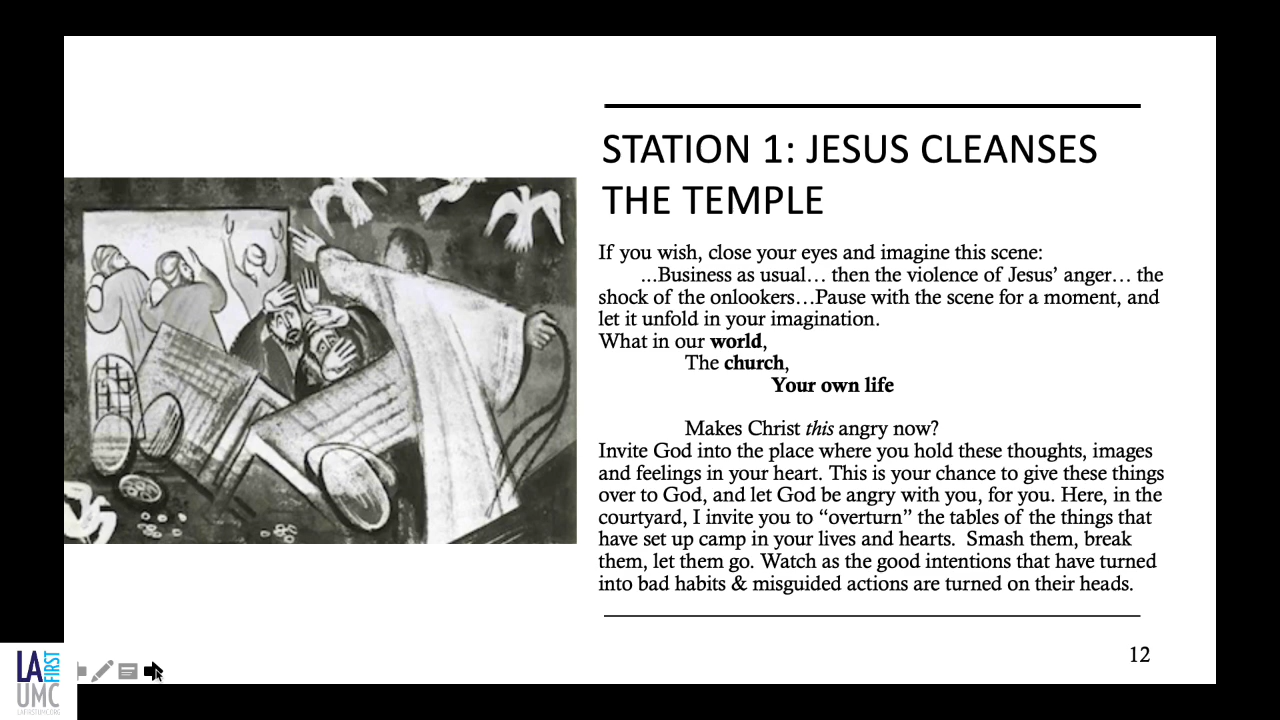 STATION 1: JESUS CLEANSES
THE TEMPLE
If you wish, close your eyes and imagine this scene:
...Business as usual… then the violence of Jesus’ anger… the
shock of the onlookers…Pause with the scene for a moment, and
let it unfold in your imagination.
What in our world,
The church,
Your own life
Makes Christ this angry now?
Invite God into the place where you hold these thoughts, images
and feelings in your heart. This is your chance to give these things
over to God, and let God be angry with you, for you. Here, in the
courtyard, I invite you to “overturn” the tables of the things that
have set up camp in your lives and hearts.  Smash them, break
them, let them go. Watch as the good intentions that have turned
into bad habits & misguided actions are turned on their heads.
12
LA FIRST
UMC
LAFIRSTUMC.ORG